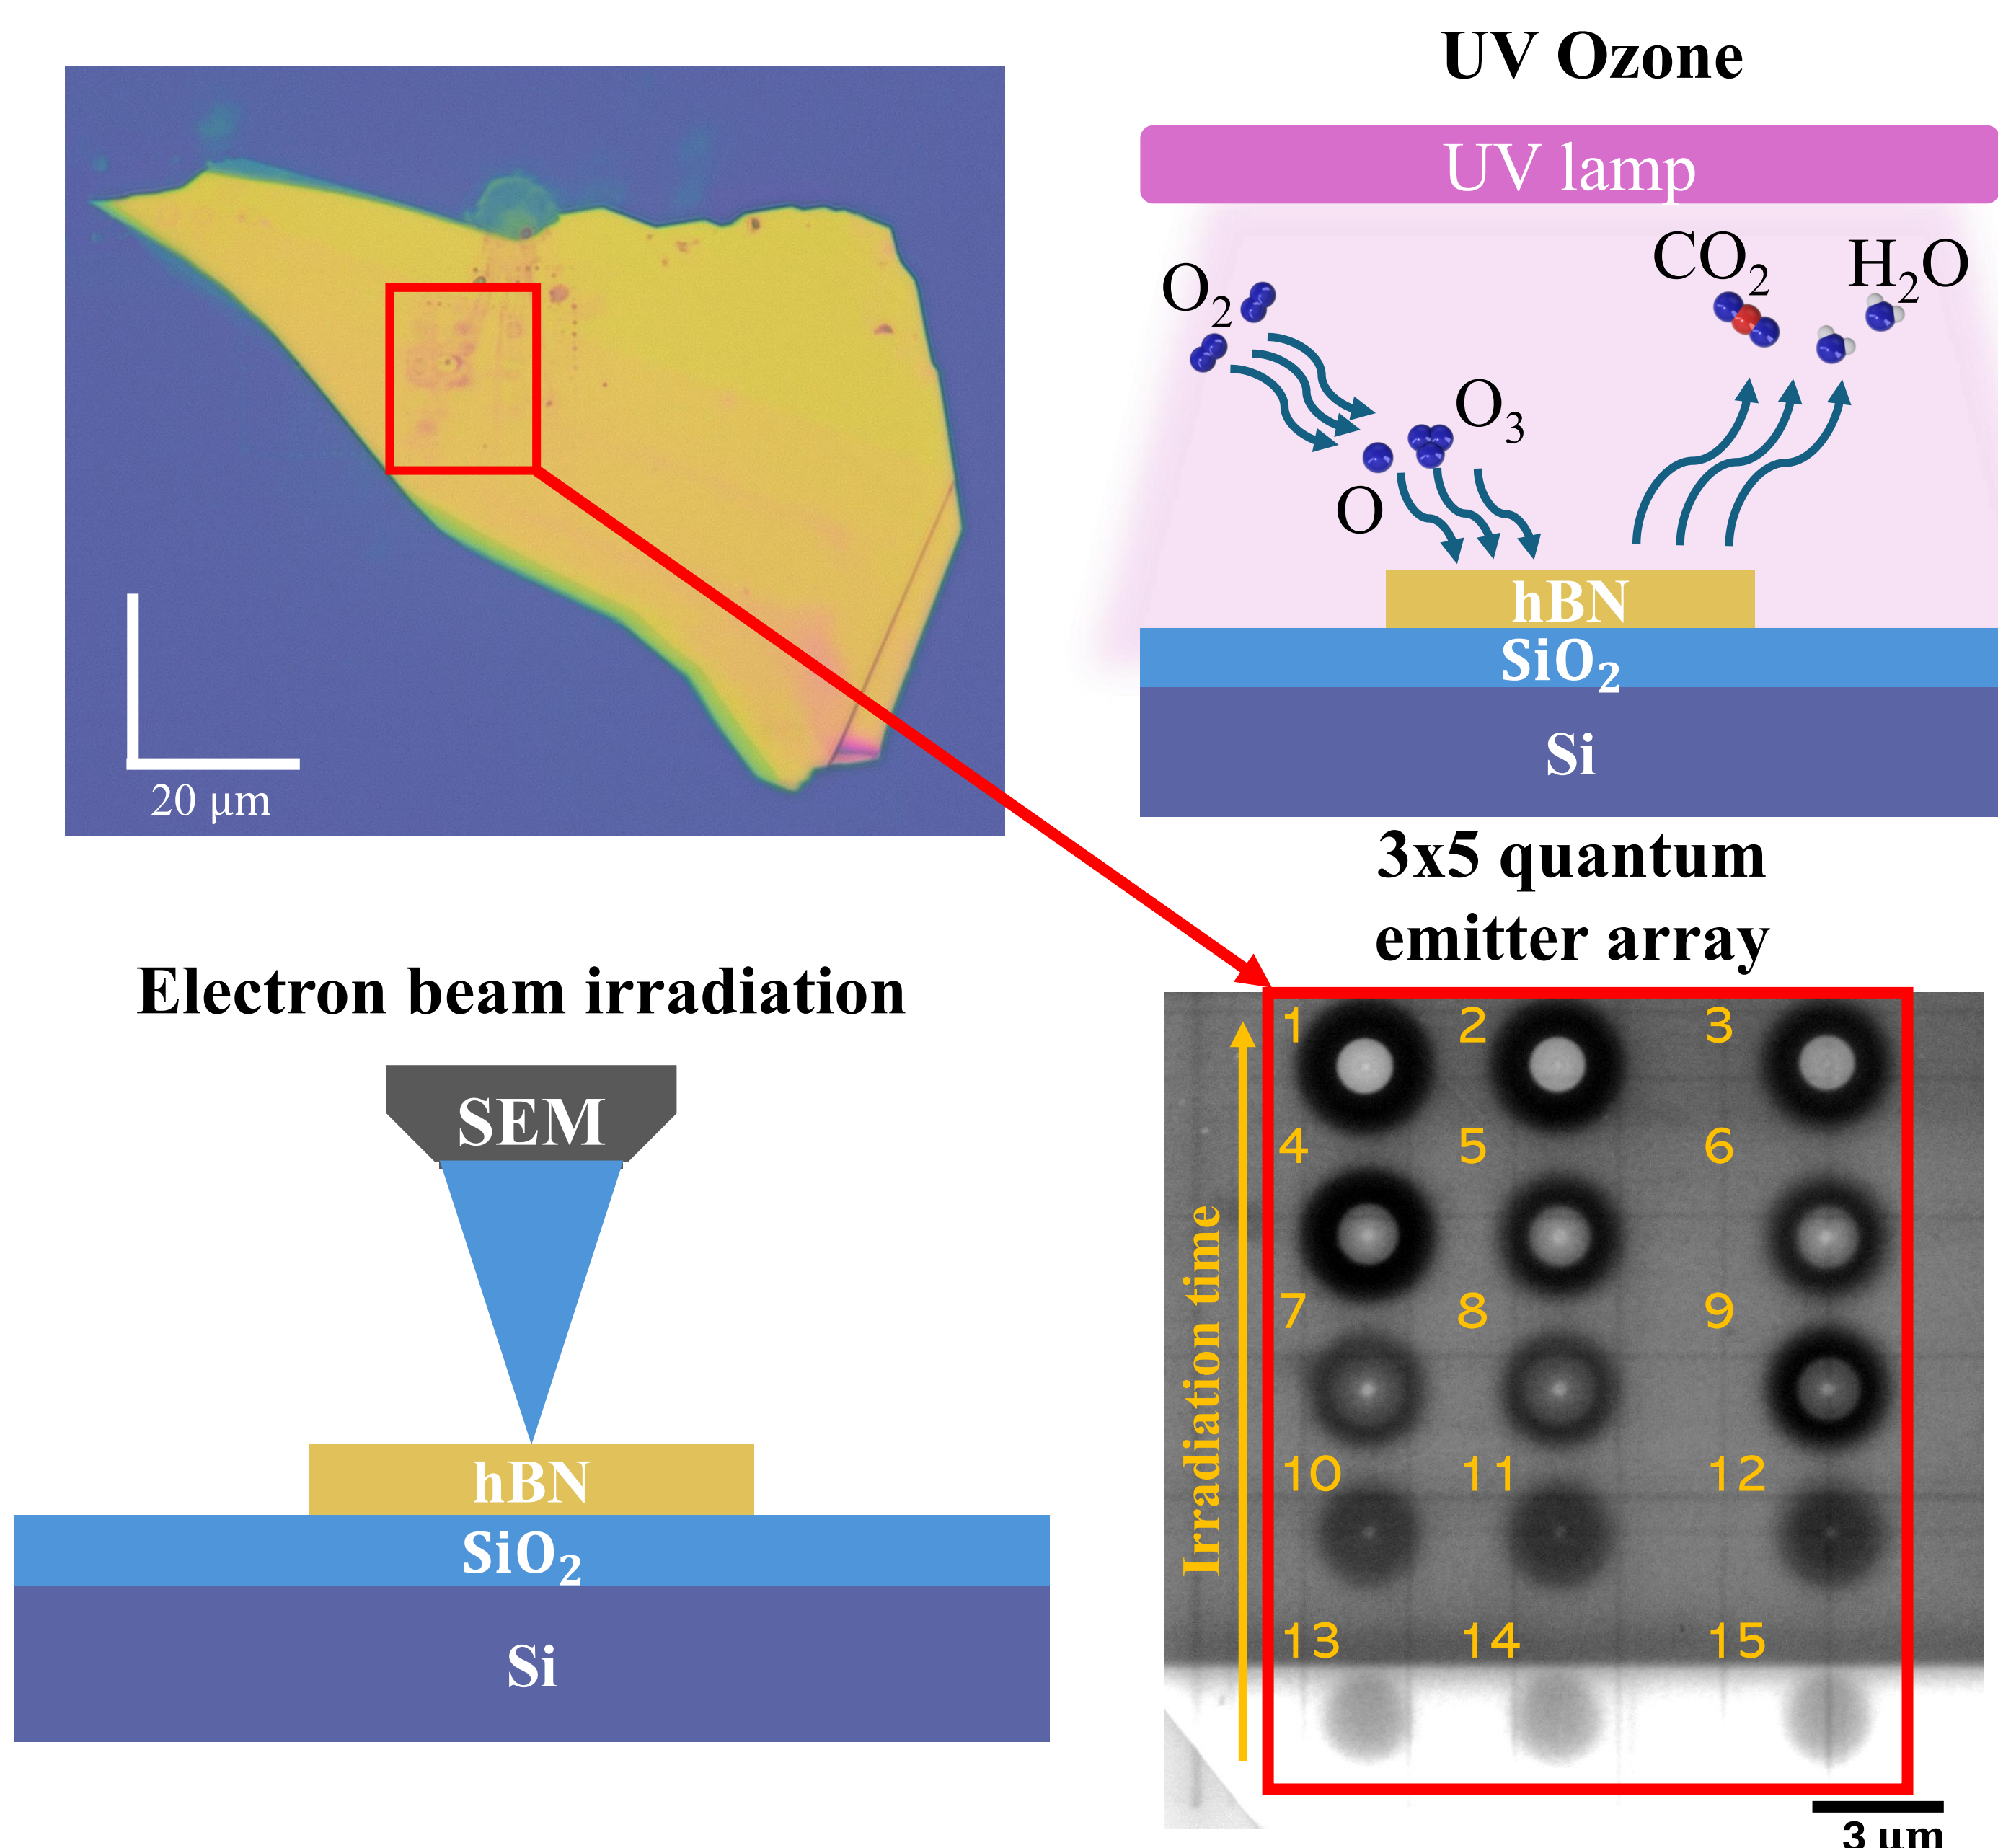 20 μm
UV Ozone
UV lamp
O₂
CO₂
H₂O
O₃
O
hBN
SiO₂
Si
Electron beam irradiation
SEM
hBN
SiO₂
Si
3x5 quantum
emitter array
Irradiation time
1 2 3
4 5 6
7 8 9
10 11 12
13 14 15
3 μm